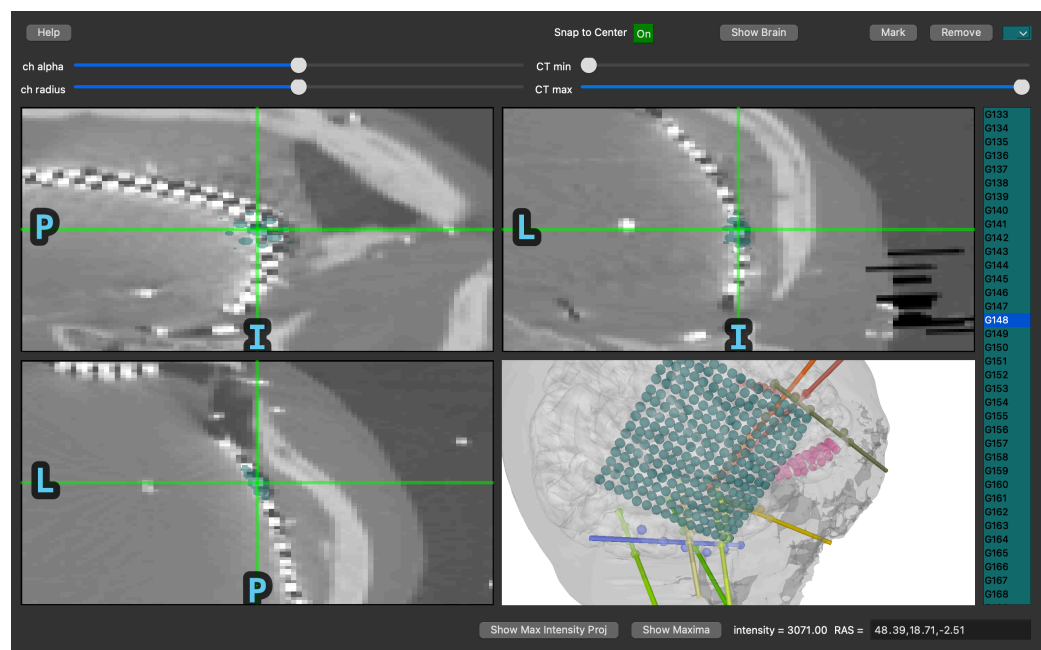 Help
Snap to Center On
Show Brain
Mark
Remove
ch alpha
CT min
ch radius
CT max
P
I
L
I
L
P
G133
G134
G135
G136
G137
G138
G139
G140
G141
G142
G143
G144
G145
G146
G147
G148
G149
G150
G151
G152
G153
G154
G155
G156
G157
G158
G159
G160
G161
G162
G163
G164
G165
G166
G167
G168
Show Max Intensity Proj
Show Maxima
intensity = 3071.00 RAS = 48.39,18.71,-2.51